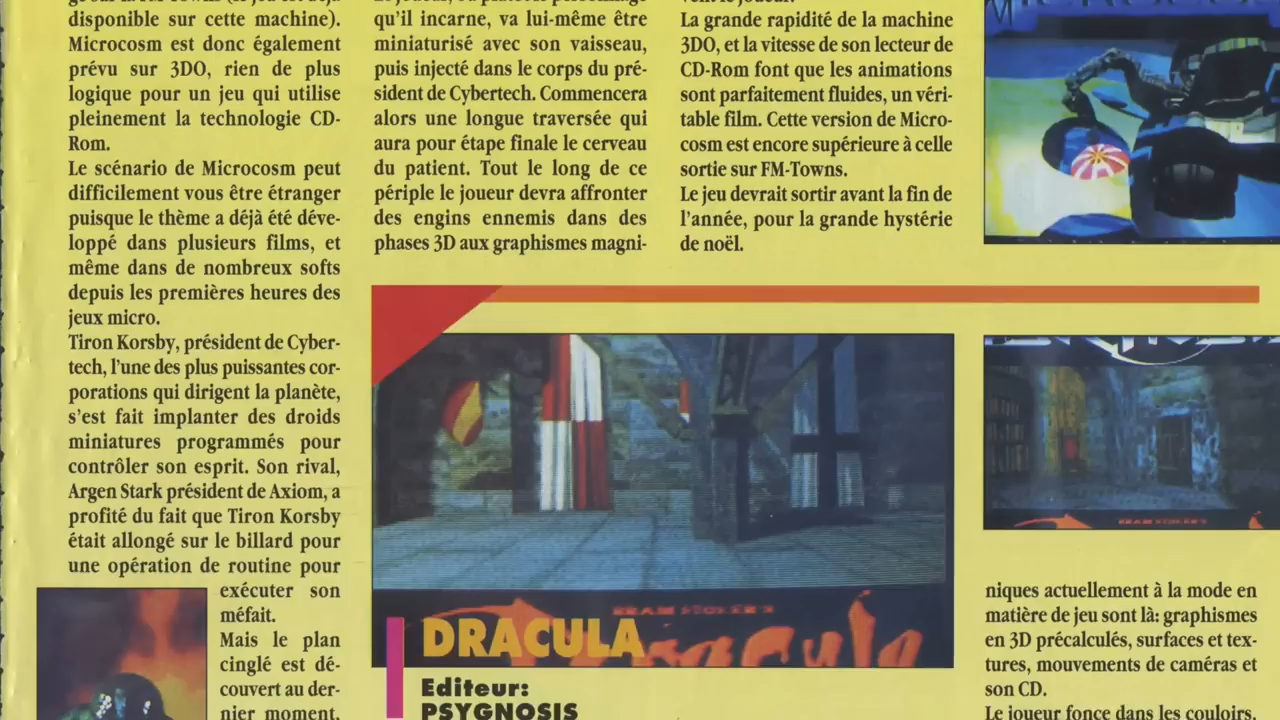 disponible sur cette machine).
Microcosm est donc également
prévu sur 3DO, rien de plus
logique pour un jeu qui utilise
pleinement la technologie CD-
Rom.
Le scénario de Microcosm peut
difficilement vous être étranger
puisque le thème a déjà été déve-
loppé dans plusieurs films, et
même dans de nombreux softs
depuis les premières heures des
jeux micro.
Tiron Korsby, président de Cyber-
tech, l'une des plus puissantes cor-
porations qui dirigent la planète,
s'est fait implanter des droids
miniatures programmés pour
contrôler son esprit. Son rival,
Argen Stark président de Axiom, a
profité du fait que Tiron Korsby
était allongé sur le billard pour
une opération de routine pour
exécuter son
méfait.
Mais le plan
cinglé est dé-
couvert au der-
nier moment.
qu'il incarne, va lui-même être
miniaturisé avec son vaisseau,
puis injecté dans le corps du pré-
sident de Cybertech. Commencera
alors une longue traversée qui
aura pour étape finale le cerveau
du patient. Tout le long de ce
périple le joueur devra affronter
des engins ennemis dans des
phases 3D aux graphismes magni-
La grande rapidité de la machine
3DO, et la vitesse de son lecteur de
CD-Rom font que les animations
sont parfaitement fluides, un véri-
table film. Cette version de Micro-
cosm est encore supérieure à celle
sortie sur FM-Towns.
Le jeu devrait sortir avant la fin de
l'année, pour la grande hystérie
de noël.
BRAM STOKER'S
Dracula
DRACULA
Editeur:
PSYGNOSIS
BRAM STOKER'S
niques actuellement à la mode en
matière de jeu sont là: graphismes
en 3D précalculés, surfaces et tex-
tures, mouvements de caméras et
son CD.
Le joueur fonce dans les couloirs,